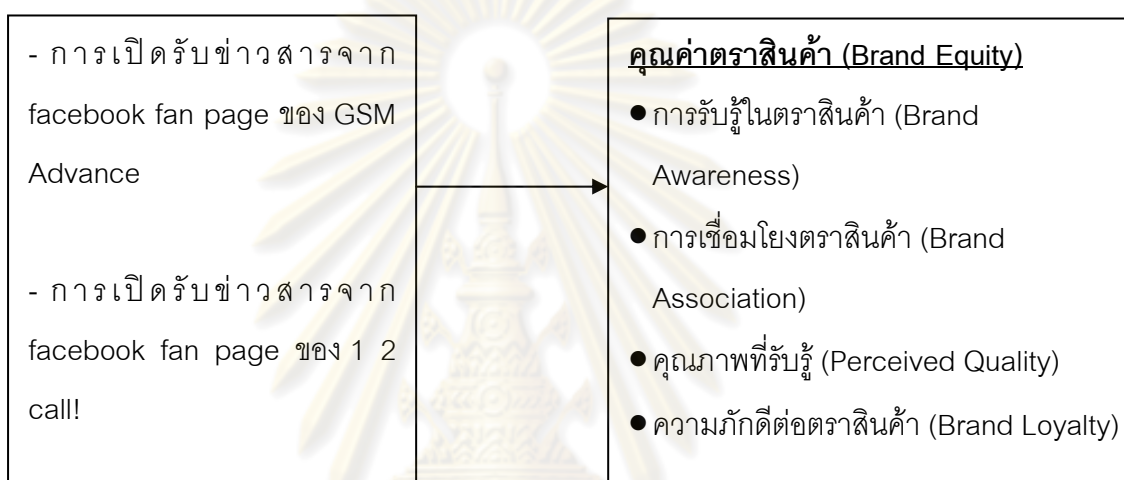 - การเปิดรับข่าวสารจาก
facebook fan page ของ GSM
Advance
- การเปิดรับข่าวสารจาก
facebook fan page ของ 1 2
call!
คุณค่าตราสินค้า (Brand Equity)
● การรับรู้ในตราสินค้า (Brand
Awareness)
● การเชื่อมโยงตราสินค้า (Brand
Association)
● คุณภาพที่รับรู้ (Perceived Quality)
● ความภักดีต่อตราสินค้า (Brand Loyalty)